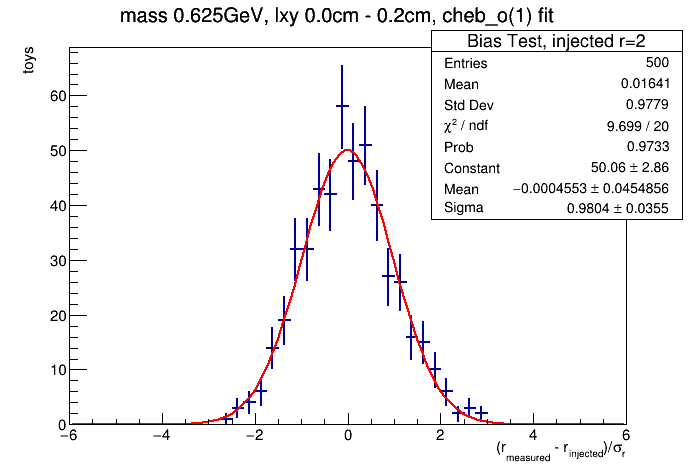 mass 0.625GeV, lxy 0.0cm - 0.2cm, cheb_o(1) fit
Bias Test, injected r=2
Entries 500
Mean 0.01641
Std Dev 0.9779
χ² / ndf 9.699 / 20
Prob 0.9733
Constant 50.06 ± 2.86
Mean −0.0004553 ± 0.0454856
Sigma 0.9804 ± 0.0355
toys
60
50
40
30
20
10
0
−6 −4 −2 0 2 4 6
(r_measured - r_injected)/σ_r